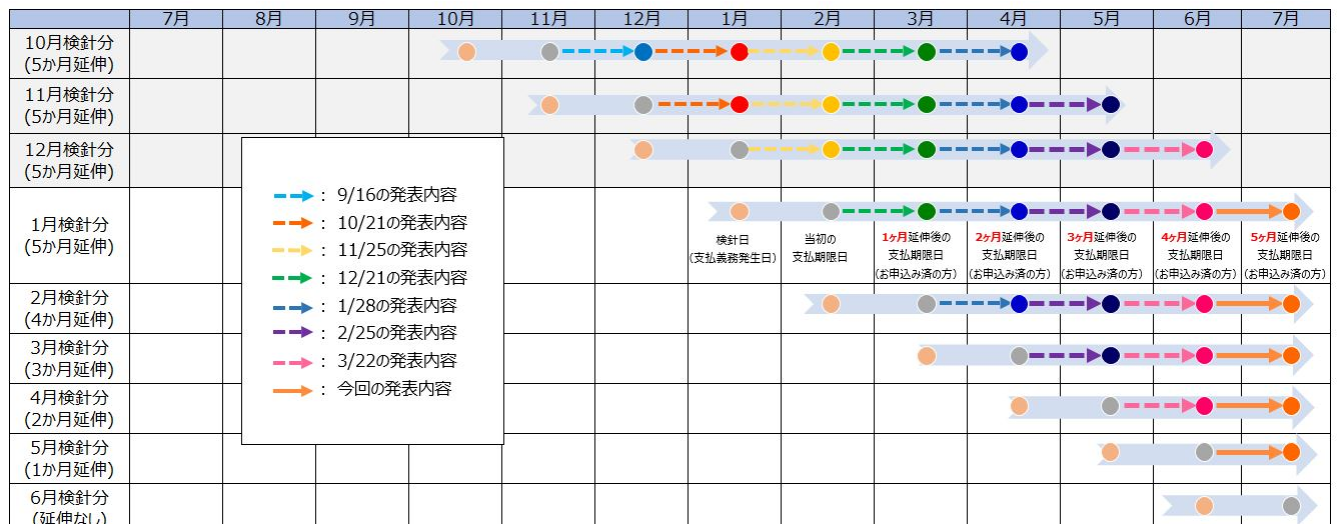 7月 8月 9月 10月 11月 12月 1月 2月 3月 4月 5月 6月 7月
10月検針分
(5か月延伸)
11月検針分
(5か月延伸)
12月検針分
(5か月延伸)
： 9/16の発表内容
： 10/21の発表内容
： 11/25の発表内容
： 12/21の発表内容
： 1/28の発表内容
： 2/25の発表内容
： 3/22の発表内容
： 今回の発表内容
1月検針分
(5か月延伸)
検針日
(支払義務発生日)
当初の
支払期限日
1ヶ月延伸後の
支払期限日
(お申込み済の方)
2ヶ月延伸後の
支払期限日
(お申込み済の方)
3ヶ月延伸後の
支払期限日
(お申込み済の方)
4ヶ月延伸後の
支払期限日
(お申込み済の方)
5ヶ月延伸後の
支払期限日
(お申込み済の方)
2月検針分
(4か月延伸)
3月検針分
(3か月延伸)
4月検針分
(2か月延伸)
5月検針分
(1か月延伸)
6月検針分
(延伸なし)